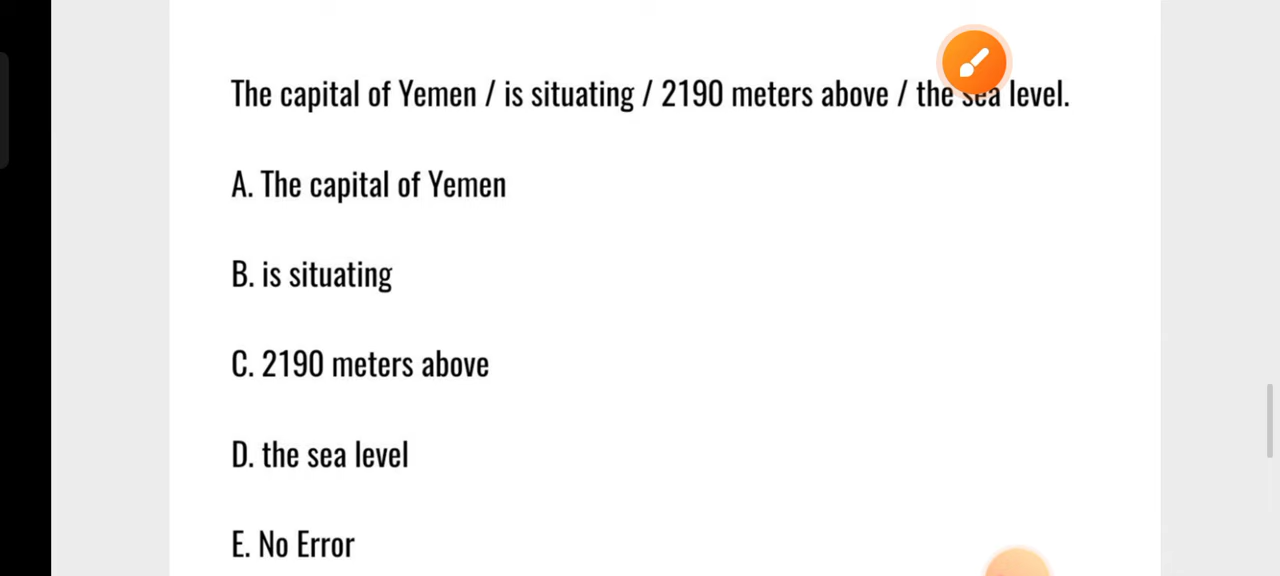 The capital of Yemen / is situating / 2190 meters above / the sea level.
A. The capital of Yemen
B. is situating
C. 2190 meters above
D. the sea level
E. No Error